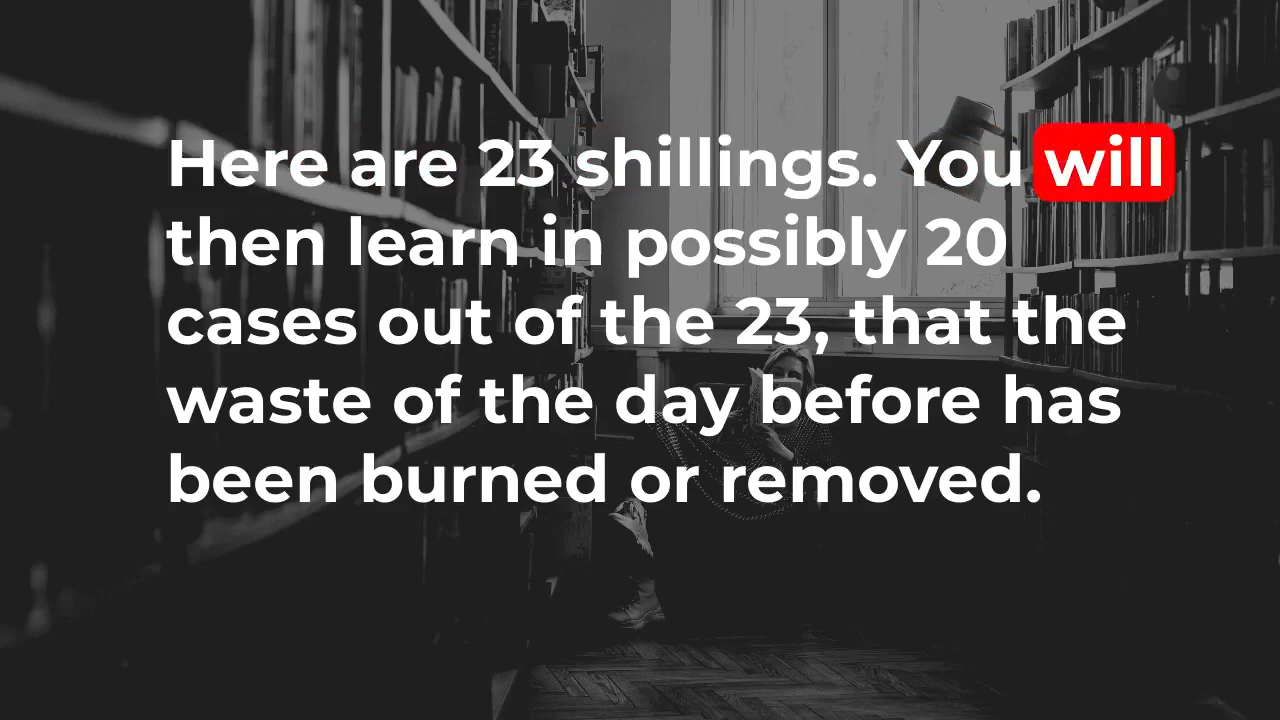 Here are 23 shillings. You will
then learn in possibly 20
cases out of the 23, that the
waste of the day before has
been burned or removed.